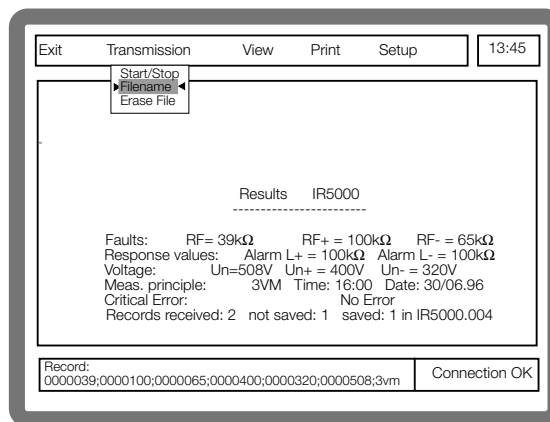 Exit Transmission View Print Setup 13:45
Start/Stop
Filename
Erase File
Results IR5000
-----------------------
Faults: RF= 39kΩ RF+ = 100kΩ RF- = 65kΩ
Response values: Alarm L+ = 100kΩ Alarm L- = 100kΩ
Voltage: Un=508V Un+ = 400V Un- = 320V
Meas. principle: 3VM Time: 16:00 Date: 30/06.96
Critical Error: No Error
Records received: 2 not saved: 1 saved: 1 in IR5000.004
Record:
0000039;0000100;0000065;0000400;0000320;0000508;3vm
Connection OK